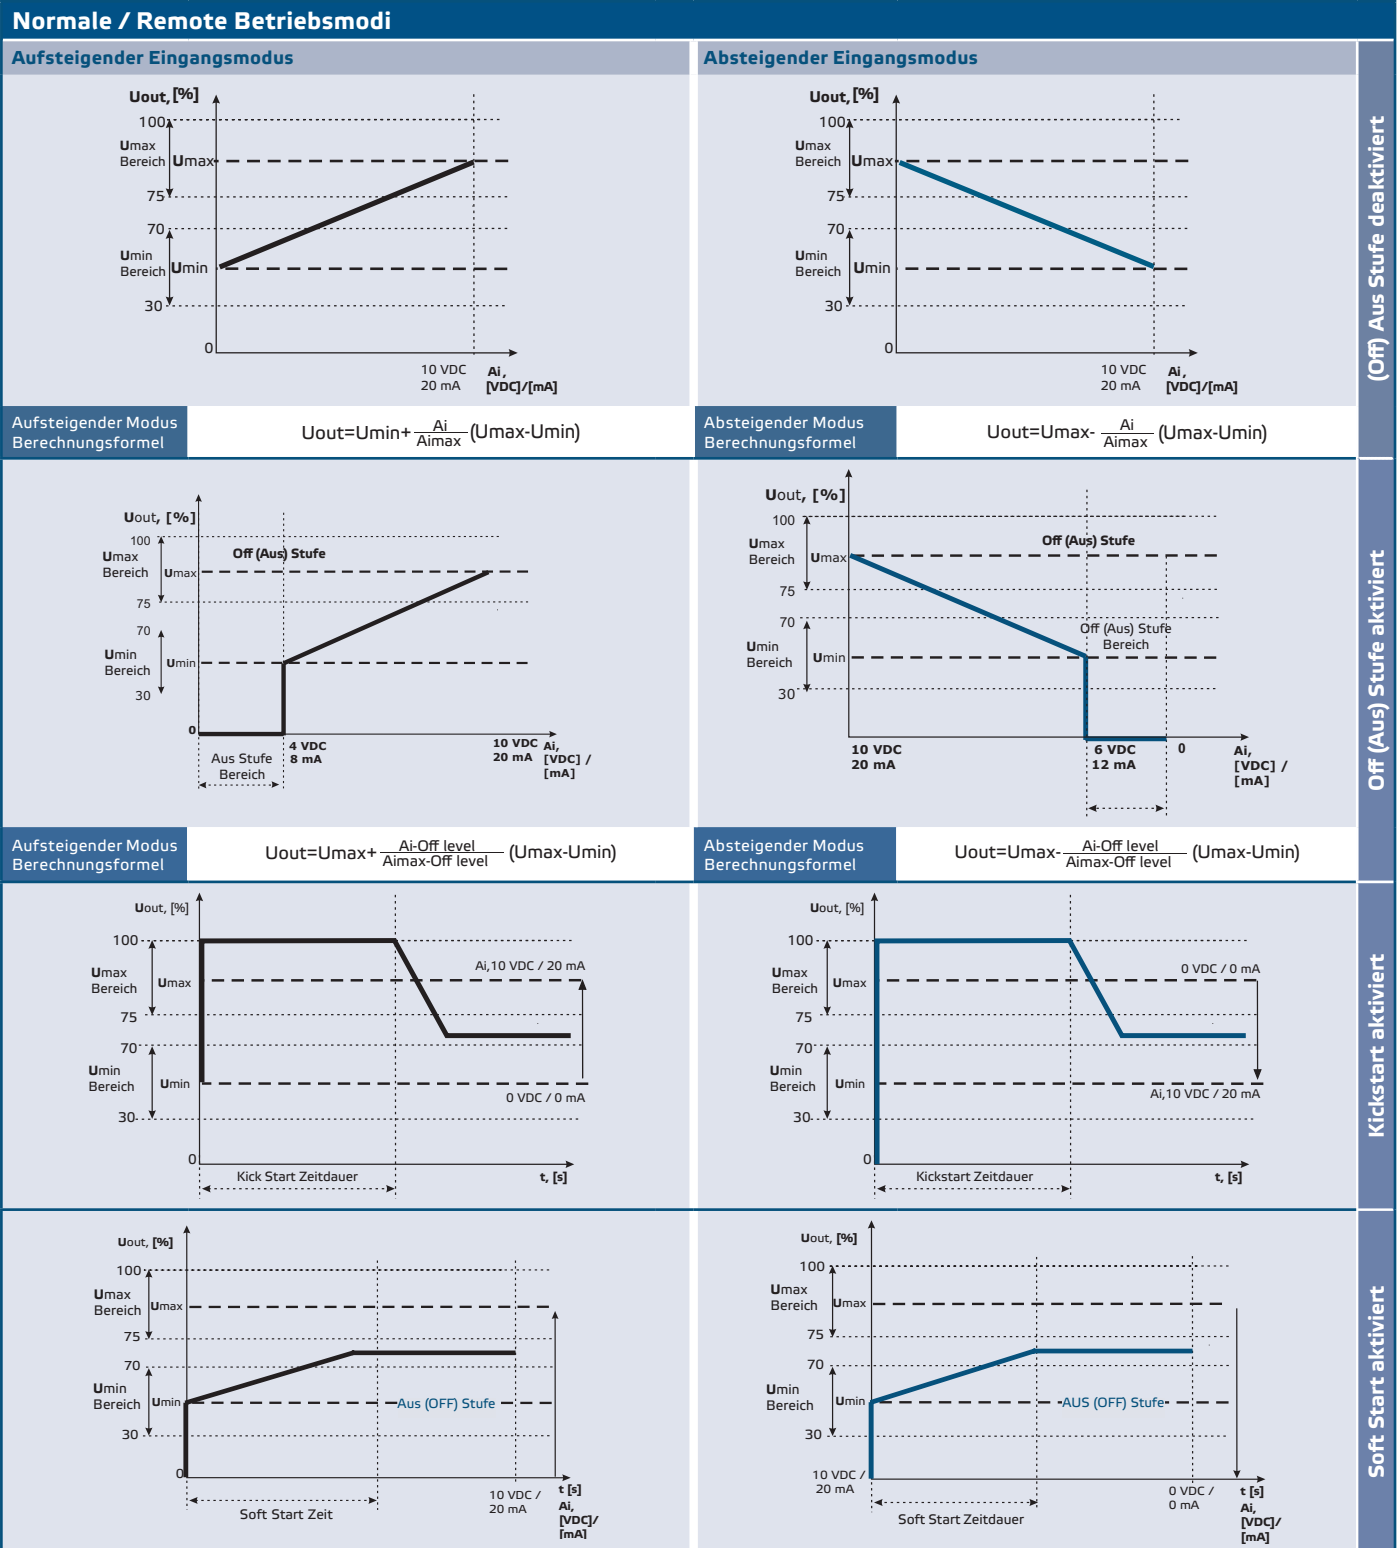 Normale / Remote Betriebsmodi
Aufsteigender Eingangsmodus
Uout, [%]
100
Umax
Bereich
Umax
75
70
Umin
Bereich
Umin
30
0
10 VDC
20 mA
Ai,
[VDC]/[mA]
Absteigender Eingangsmodus
Uout, [%]
100
Umax
Bereich
Umax
75
70
Umin
Bereich
Umin
30
0
10 VDC
20 mA
Ai,
[VDC]/[mA]
(Off) Aus Stufe deaktiviert
Aufsteigender Modus
Berechnungsformel
Uout=Umin+ Ai/Aimax (Umax-Umin)
Absteigender Modus
Berechnungsformel
Uout=Umax- Ai/Aimax (Umax-Umin)
Uout, [%]
100
Off (Aus) Stufe
Umax
Bereich
Umax
75
70
Umin
Bereich
Umin
30
0
4 VDC
8 mA
Aus Stufe
Bereich
10 VDC
20 mA
Ai,
[VDC] /
[mA]
Uout, [%]
100
Off (Aus) Stufe
Umax
Bereich
Umax
75
70
Off (Aus) Stufe
Bereich
Umin
Bereich
Umin
30
10 VDC
20 mA
6 VDC
12 mA
0
Ai,
[VDC] /
[mA]
Off (Aus) Stufe aktiviert
Aufsteigender Modus
Berechnungsformel
Uout=Umax+ Ai-Off level/Aimax-Off level (Umax-Umin)
Absteigender Modus
Berechnungsformel
Uout=Umax- Ai-Off level/Aimax-Off level (Umax-Umin)
Uout, [%]
100
Ai,10 VDC / 20 mA
Umax
Bereich
Umax
75
70
Umin
Bereich
Umin
0 VDC / 0 mA
30
0
Kick Start Zeitdauer
t, [s]
Uout, [%]
100
0 VDC / 0 mA
Umax
Bereich
Umax
75
70
Umin
Bereich
Umin
Ai,10 VDC / 20 mA
30
0
Kickstart Zeitdauer
t, [s]
Kickstart aktiviert
Uout, [%]
100
Umax
Bereich
Umax
75
70
Umin
Bereich
Umin
Aus (OFF) Stufe
30
0
Soft Start Zeit
10 VDC /
20 mA
t [s]
Ai,
[VDC]/
[mA]
Uout, [%]
100
Umax
Bereich
Umax
75
70
Umin
Bereich
Umin
AUS (OFF) Stufe
30
10 VDC /
20 mA
Soft Start Zeitdauer
0 VDC /
0 mA
t [s]
Ai,
[VDC]/
[mA]
Soft Start aktiviert